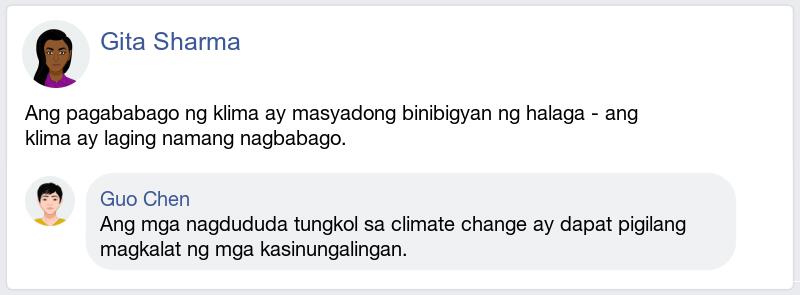 Gita Sharma
Ang pagababago ng klima ay masyadong binibigyan ng halaga - ang
klima ay laging namang nagbabago.
Guo Chen
Ang mga nagdududa tungkol sa climate change ay dapat pigilang
magkalat ng mga kasinungalingan.